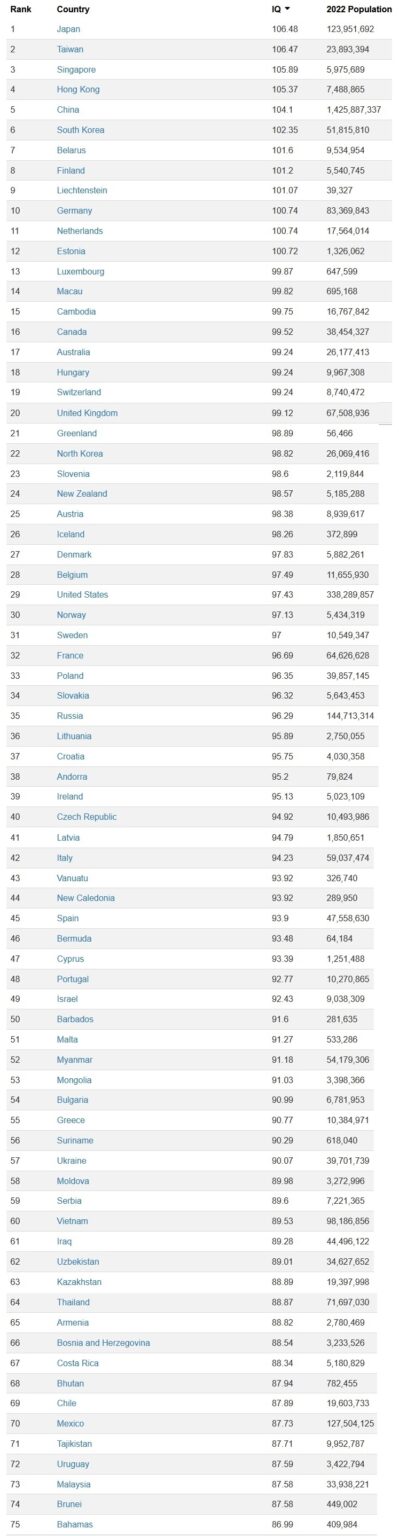 Rank Country IQ 2022 Population
1 Japan 106.48 123,951,692
2 Taiwan 106.47 23,893,394
3 Singapore 105.89 5,975,689
4 Hong Kong 105.37 7,488,865
5 China 104.1 1,425,887,337
6 South Korea 102.35 51,815,810
7 Belarus 101.6 9,534,954
8 Finland 101.2 5,540,745
9 Liechtenstein 101.07 39,327
10 Germany 100.74 83,369,843
11 Netherlands 100.74 17,564,014
12 Estonia 100.72 1,326,062
13 Luxembourg 99.87 647,599
14 Macau 99.82 695,168
15 Cambodia 99.75 16,767,842
16 Canada 99.52 38,454,327
17 Australia 99.24 26,177,413
18 Hungary 99.24 9,967,308
19 Switzerland 99.24 8,740,472
20 United Kingdom 99.12 67,508,936
21 Greenland 98.89 56,466
22 North Korea 98.82 26,069,416
23 Slovenia 98.6 2,119,844
24 New Zealand 98.57 5,185,288
25 Austria 98.38 8,939,617
26 Iceland 98.26 372,899
27 Denmark 97.83 5,882,261
28 Belgium 97.49 11,655,930
29 United States 97.43 338,289,857
30 Norway 97.13 5,434,319
31 Sweden 97 10,549,347
32 France 96.69 64,626,628
33 Poland 96.35 39,857,145
34 Slovakia 96.32 5,643,453
35 Russia 96.29 144,713,314
36 Lithuania 95.89 2,750,055
37 Croatia 95.75 4,030,358
38 Andorra 95.2 79,824
39 Ireland 95.13 5,023,109
40 Czech Republic 94.92 10,493,986
41 Latvia 94.79 1,850,651
42 Italy 94.23 59,037,474
43 Vanuatu 93.92 326,740
44 New Caledonia 93.92 289,950
45 Spain 93.9 47,558,630
46 Bermuda 93.48 64,184
47 Cyprus 93.39 1,251,488
48 Portugal 92.77 10,270,865
49 Israel 92.43 9,038,309
50 Barbados 91.6 281,635
51 Malta 91.27 533,286
52 Myanmar 91.18 54,179,306
53 Mongolia 91.03 3,398,366
54 Bulgaria 90.99 6,781,953
55 Greece 90.77 10,384,971
56 Suriname 90.29 618,040
57 Ukraine 90.07 39,701,739
58 Moldova 89.98 3,272,996
59 Serbia 89.6 7,221,365
60 Vietnam 89.53 98,186,856
61 Iraq 89.28 44,496,122
62 Uzbekistan 89.01 34,627,652
63 Kazakhstan 88.89 19,397,998
64 Thailand 88.87 71,697,030
65 Armenia 88.82 2,780,469
66 Bosnia and Herzegovina 88.54 3,233,526
67 Costa Rica 88.34 5,180,829
68 Bhutan 87.94 782,455
69 Chile 87.89 19,603,733
70 Mexico 87.73 127,504,125
71 Tajikistan 87.71 9,952,787
72 Uruguay 87.59 3,422,794
73 Malaysia 87.58 33,938,221
74 Brunei 87.58 449,002
75 Bahamas 86.99 409,984